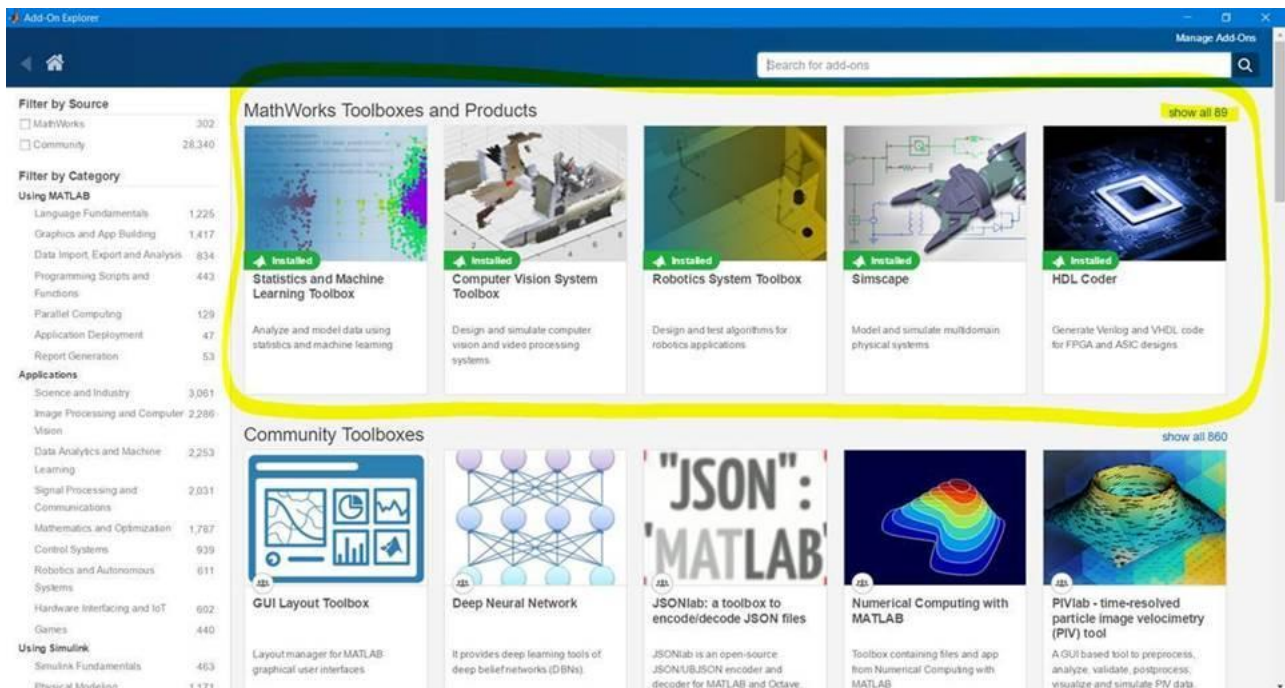 Add-On Explorer
Manage Add-Ons
Search for add-ons
Filter by Source
MathWorks 302
Community 28,340
Filter by Category
Using MATLAB
Language Fundamentals 1,225
Graphics and App Building 1,417
Data Import, Export and Analysis 834
Programming Scripts and 443
Functions
Parallel Computing 129
Application Deployment 47
Report Generation 53
Applications
Science and Industry 3,061
Image Processing and Computer 2,286
Vision
Data Analytics and Machine 2,253
Learning
Signal Processing and 2,031
Communications
Mathematics and Optimization 1,787
Control Systems 939
Robotics and Autonomous 611
Systems
Hardware Interfacing and IoT 602
Games 440
Using Simulink
Simulink Fundamentals 463
Physical Modeling 1,171
MathWorks Toolboxes and Products
show all 89
Installed
Statistics and Machine
Learning Toolbox
Analyze and model data using
statistics and machine learning
Installed
Computer Vision System
Toolbox
Design and simulate computer
vision and video processing
systems
Installed
Robotics System Toolbox
Design and test algorithms for
robotics applications
Installed
Simscape
Model and simulate multidomain
physical systems
Installed
HDL Coder
Generate Verilog and VHDL code
for FPGA and ASIC designs
Community Toolboxes
show all 860
GUI Layout Toolbox
Layout manager for MATLAB
graphical user interfaces
Deep Neural Network
It provides deep learning tools of
deep belief networks (DBNs).
"JSON":
"MATLAB
JSONlab: a toolbox to
encode/decode JSON files
JSONlab is an open-source
JSON/UBJSON encoder and
decoder for MATLAB and Octave.
Numerical Computing with
MATLAB
Toolbox containing files and app
from Numerical Computing with
MATLAB
PIVlab - time-resolved
particle image velocimetry
(PIV) tool
A GUI based tool to preprocess,
analyze, validate, postprocess,
visualize and simulate PIV data.